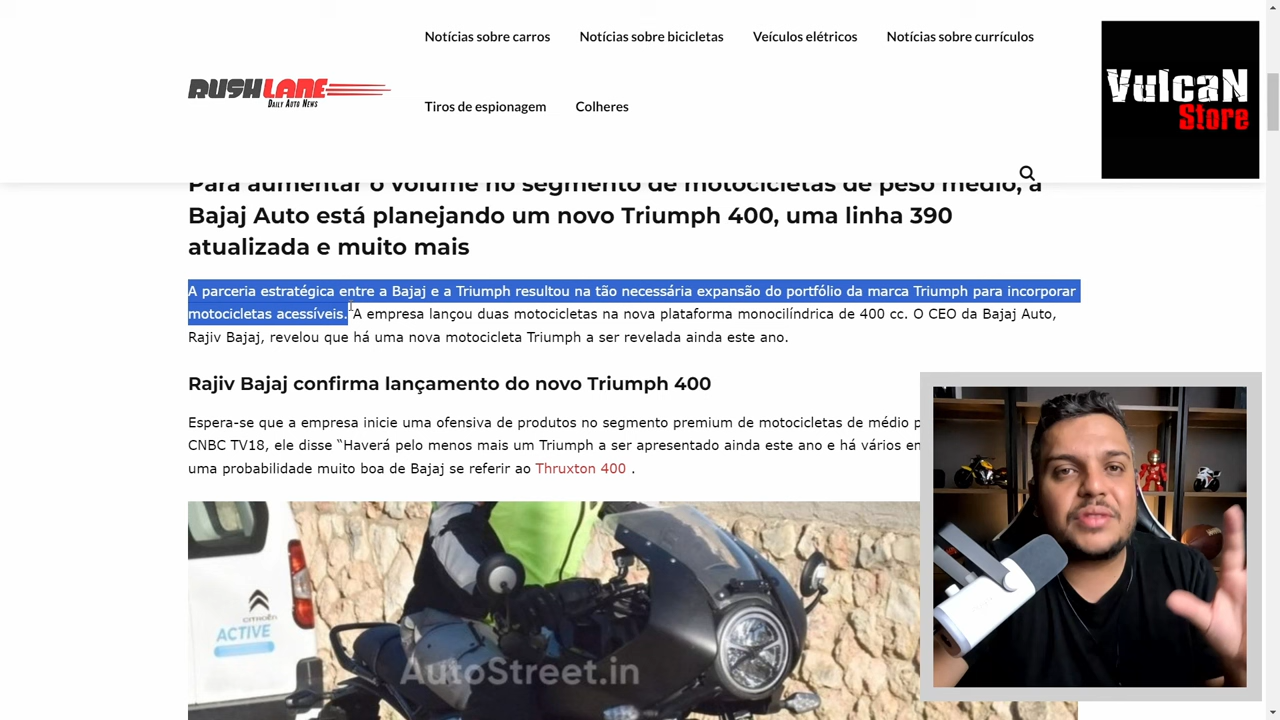 Notícias sobre carros
Notícias sobre bicicletas
Veículos elétricos
Notícias sobre currículos
RUSHLANE
DAILY AUTO NEWS
Tiros de espionagem
Colheres
VulcaN
Store
Para aumentar o volume no segmento de motocicletas de peso médio, a
Bajaj Auto está planejando um novo Triumph 400, uma linha 390
atualizada e muito mais
A parceria estratégica entre a Bajaj e a Triumph resultou na tão necessária expansão do portfólio da marca Triumph para incorporar
motocicletas acessíveis. A empresa lançou duas motocicletas na nova plataforma monocilíndrica de 400 cc. O CEO da Bajaj Auto,
Rajiv Bajaj, revelou que há uma nova motocicleta Triumph a ser revelada ainda este ano.
Rajiv Bajaj confirma lançamento do novo Triumph 400
Espera-se que a empresa inicie uma ofensiva de produtos no segmento premium de motocicletas de médio p
CNBC TV18, ele disse “Haverá pelo menos mais um Triumph a ser apresentado ainda este ano e há vários em
uma probabilidade muito boa de Bajaj se referir ao Thruxton 400 .
CITROËN
ACTIVE
AutoStreet.in